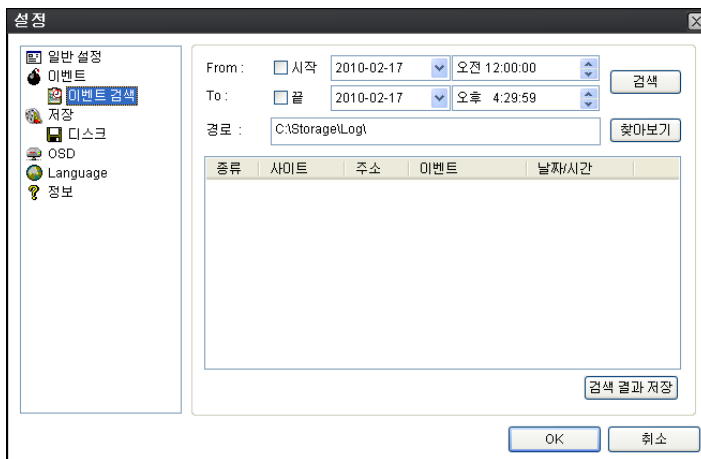 설정
일반 설정
이벤트
이벤트 검색
저장
디스크
OSD
Language
정보
From : 시작 2010-02-17 오전 12:00:00 검색
To : 끝 2010-02-17 오후 4:29:59
경로 : C:\Storage\Log\ 찾아보기
종류 사이트 주소 이벤트 날짜/시간
검색 결과 저장
OK 취소